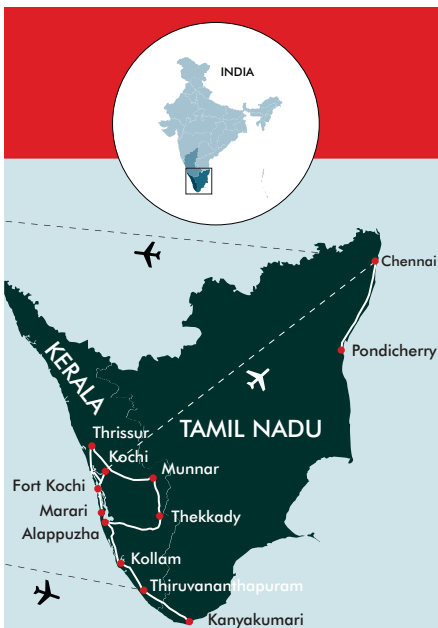 INDIA
Chennai
Pondicherry
KERALA
TAMIL NADU
Thrissur
Kochi
Munnar
Fort Kochi
Marari
Thekkady
Alappuzha
Kollam
Thiruvananthapuram
Kanyakumari